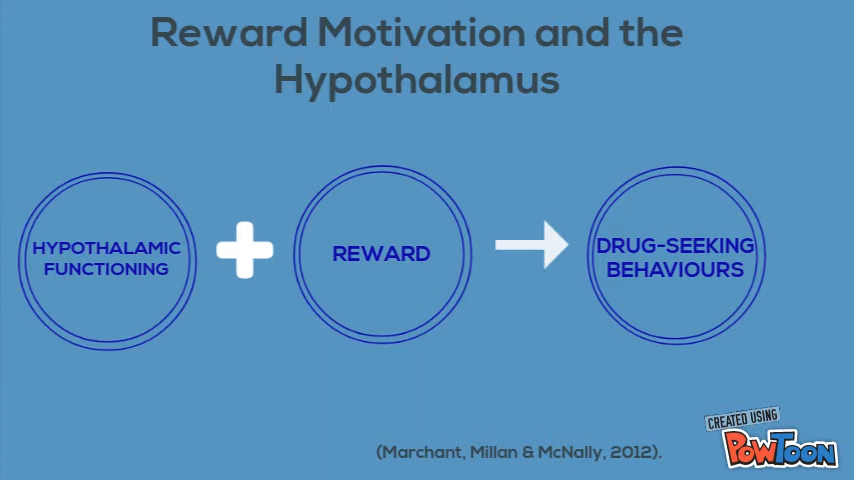 Reward Motivation and the
Hypothalamus
HYPOTHALAMIC
FUNCTIONING
REWARD
DRUG-SEEKING
BEHAVIOURS
(Marchant, Millan & McNally, 2012).
CREATED USING
POWTOON